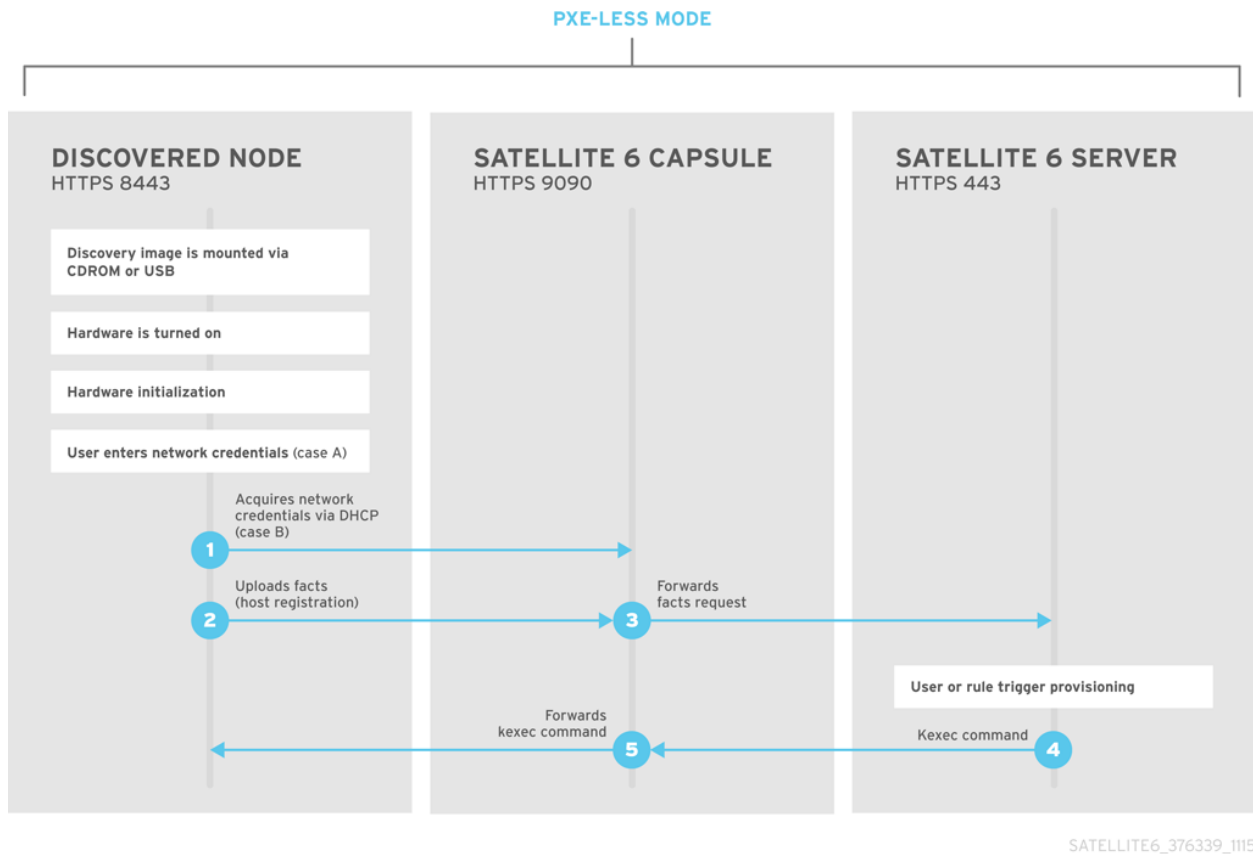 PXE-LESS MODE
DISCOVERED NODE
HTTPS 8443
SATELLITE 6 CAPSULE
HTTPS 9090
SATELLITE 6 SERVER
HTTPS 443
Discovery image is mounted via
CDROM or USB
Hardware is turned on
Hardware initialization
User enters network credentials (case A)
Acquires network
credentials via DHCP
(case B)
1
Uploads facts
(host registration)
2
Forwards
facts request
3
User or rule trigger provisioning
Kexec command
4
Forwards
kexec command
5
SATELLITE6_376339_1115